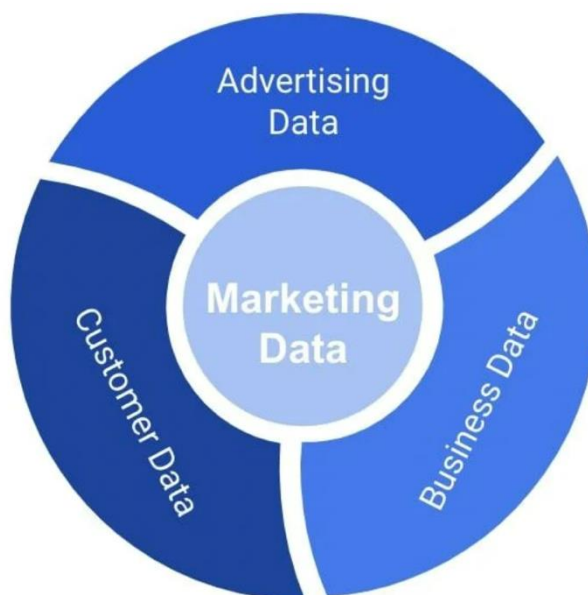 Advertising
Data
Marketing
Data
Customer Data
Business Data